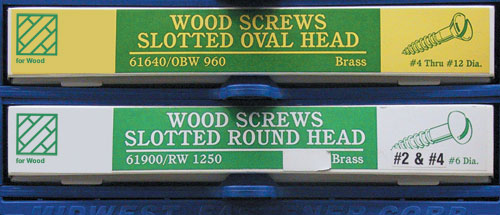 for Wood
WOOD SCREWS
SLOTTED OVAL HEAD
61640/0BW 960 Brass
#4 Thru #12 Dia.
for Wood
WOOD SCREWS
SLOTTED ROUND HEAD
61900/RW 1250 Brass
#2 & #4 #6 Dia.